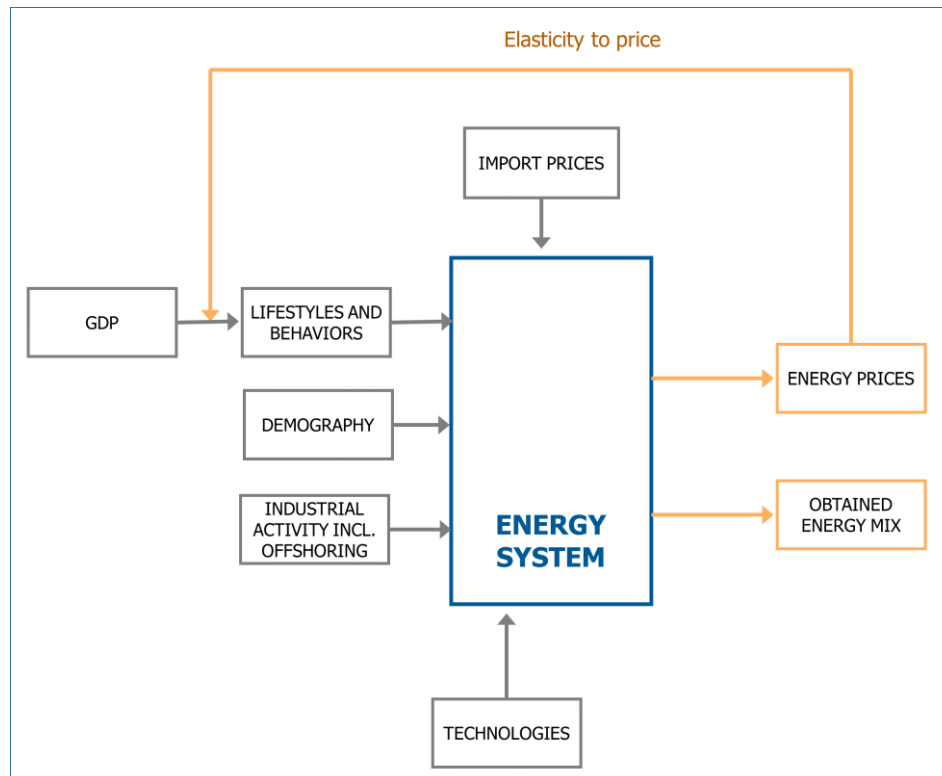 Elasticity to price
IMPORT PRICES
GDP
LIFESTYLES AND
BEHAVIORS
ENERGY PRICES
DEMOGRAPHY
INDUSTRIAL
ACTIVITY INCL.
OFFSHORING
ENERGY
SYSTEM
OBTAINED
ENERGY MIX
TECHNOLOGIES